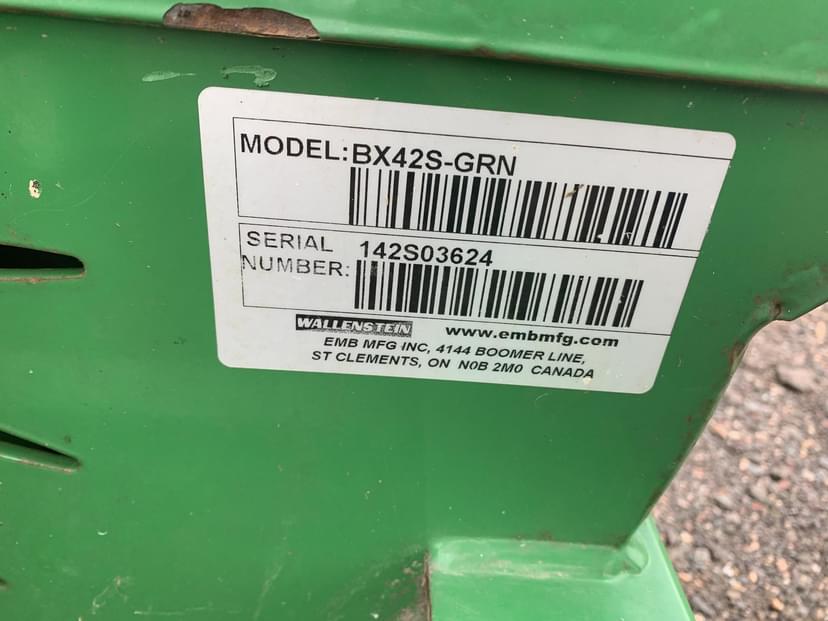 MODEL:BX42S-GRN
SERIAL NUMBER: 142S03624
WALLENSTEIN www.embmfg.com
EMB MFG INC, 4144 BOOMER LINE,
ST CLEMENTS, ON N0B 2M0 CANADA